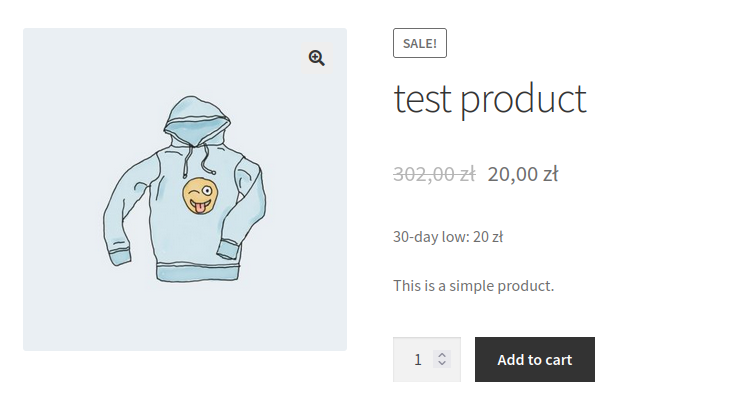 SALE!
test product
302,00 zł 20,00 zł
30-day low: 20 zł
This is a simple product.
1 Add to cart